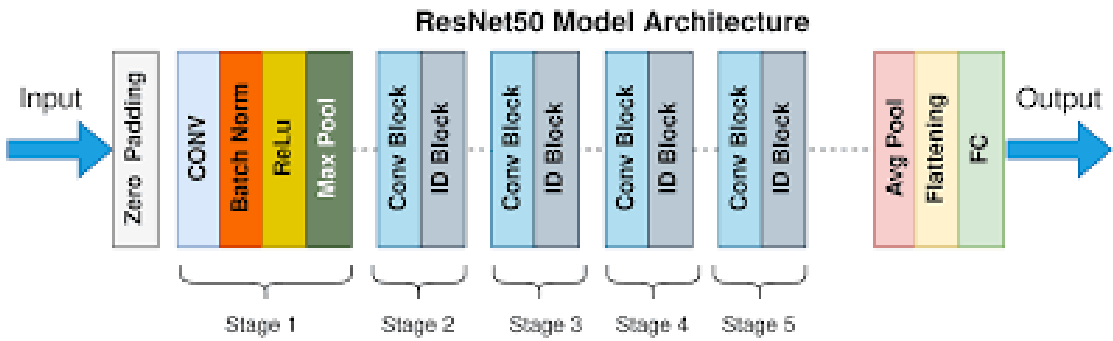 ResNet50 Model Architecture
Input
Zero Padding
CONV
Batch Norm
ReLu
Max Pool
Conv Block
ID Block
Conv Block
ID Block
Conv Block
ID Block
Conv Block
ID Block
Avg Pool
Flattening
FC
Output
Stage 1
Stage 2
Stage 3
Stage 4
Stage 5